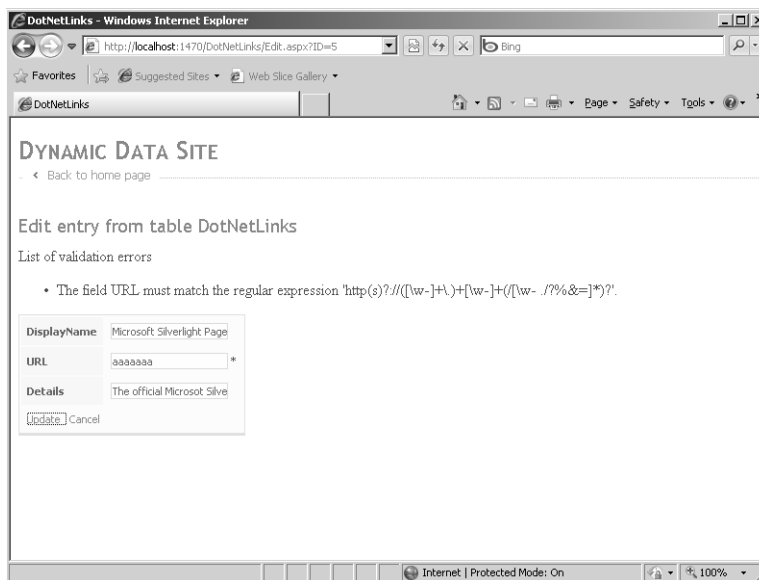 DotNetLinks - Windows Internet Explorer
http://localhost:1470/DotNetLinks/Edit.aspx?ID=5 Bing
Favorites Suggested Sites Web Slice Gallery
DotNetLinks Page Safety Tools
DYNAMIC DATA SITE
< Back to home page
Edit entry from table DotNetLinks
List of validation errors
• The field URL must match the regular expression 'http(s)?://([\w-]+\.)+[\w-]+(/[\w- ./?%&=]*)?'.
DisplayName Microsoft Silverlight Page
URL aaaaaaa *
Details The official Microsot Silve
Update Cancel
Internet | Protected Mode: On 100%